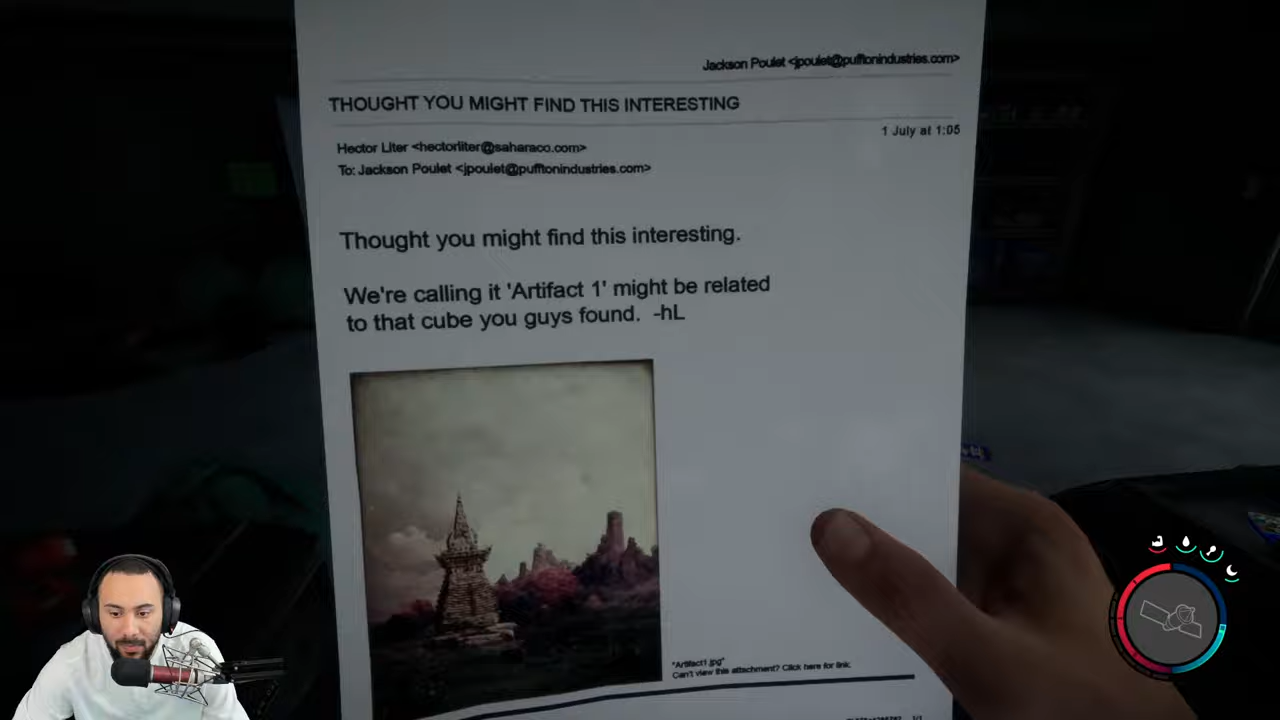 Jackson Poulet <jpoulet@pufftonindustries.com>
THOUGHT YOU MIGHT FIND THIS INTERESTING
1 July at 1:05
Hector Liter <hectorliter@saharaco.com>
To: Jackson Poulet <jpoulet@pufftonindustries.com>
Thought you might find this interesting.
We're calling it 'Artifact 1' might be related
to that cube you guys found. -hL
"Artifact1.jpg"
Can't view this attachment? Click here for link.
1/1